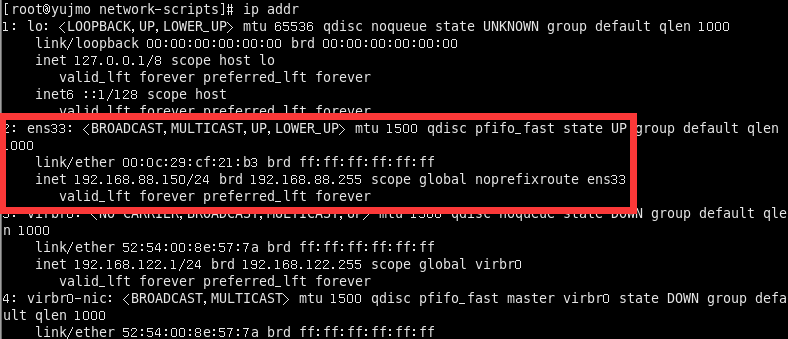 [root@yujmo network-scripts]# ip addr
1: lo: <LOOPBACK,UP,LOWER_UP> mtu 65536 qdisc noqueue state UNKNOWN group default qlen 1000
link/loopback 00:00:00:00:00:00 brd 00:00:00:00:00:00
inet 127.0.0.1/8 scope host lo
valid_lft forever preferred_lft forever
inet6 ::1/128 scope host
valid_lft forever preferred_lft forever
2: ens33: <BROADCAST,MULTICAST,UP,LOWER_UP> mtu 1500 qdisc pfifo_fast state UP group default qlen
1000
link/ether 00:0c:29:cf:21:b3 brd ff:ff:ff:ff:ff:ff
inet 192.168.88.150/24 brd 192.168.88.255 scope global noprefixroute ens33
valid_lft forever preferred_lft forever
3: virbr0: <NO-CARRIER,BROADCAST,MULTICAST,UP> mtu 1500 qdisc noqueue state DOWN group default qle
n 1000
link/ether 52:54:00:8e:57:7a brd ff:ff:ff:ff:ff:ff
inet 192.168.122.1/24 brd 192.168.122.255 scope global virbr0
valid_lft forever preferred_lft forever
4: virbr0-nic: <BROADCAST,MULTICAST> mtu 1500 qdisc pfifo_fast master virbr0 state DOWN group defa
ult qlen 1000
link/ether 52:54:00:8e:57:7a brd ff:ff:ff:ff:ff:ff